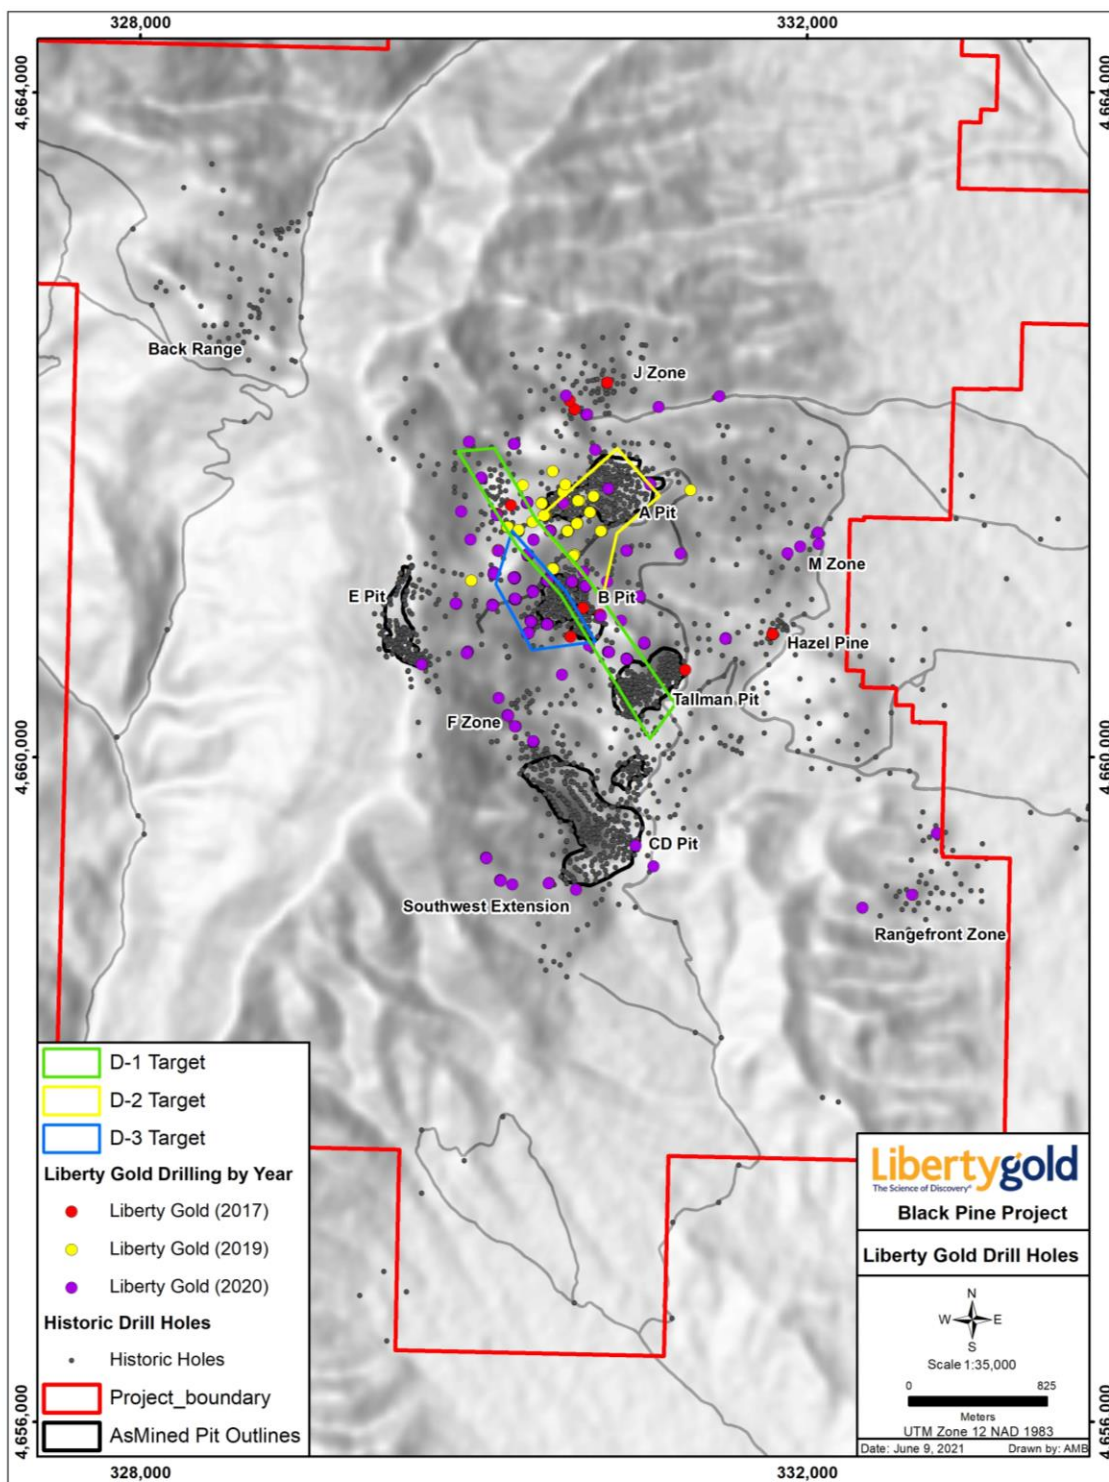 328,000
332,000
4,664,000
4,664,000
Back Range
J Zone
A Pit
M Zone
E Pit
B Pit
Hazel Pine
Tallman Pit
F Zone
4,660,000
4,660,000
CD Pit
Southwest Extension
Rangefront Zone
D-1 Target
D-2 Target
D-3 Target
Liberty Gold Drilling by Year
Liberty Gold (2017)
Liberty Gold (2019)
Liberty Gold (2020)
Historic Drill Holes
Historic Holes
Project_boundary
AsMined Pit Outlines
Libertygold
The Science of Discovery®
Black Pine Project
Liberty Gold Drill Holes
N
W E
S
Scale 1:35,000
0 825
Meters
UTM Zone 12 NAD 1983
Date: June 9, 2021 Drawn by: AMB
4,656,000
4,656,000
328,000
332,000